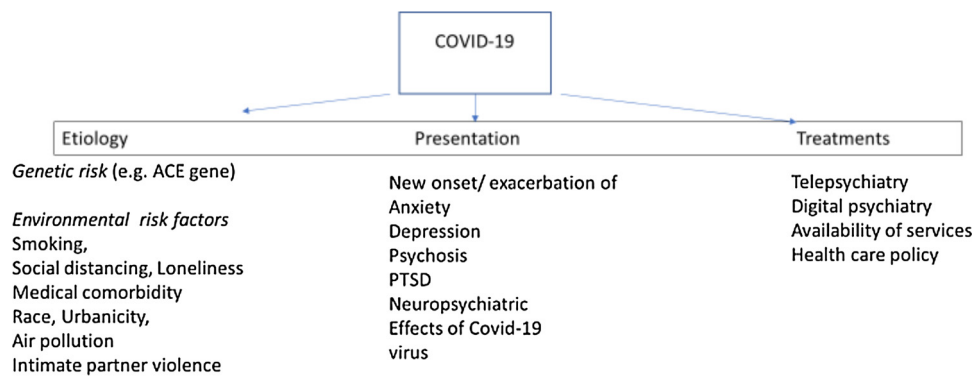 COVID-19
Etiology
Presentation
Treatments
Genetic risk (e.g. ACE gene)
Environmental risk factors
Smoking,
Social distancing, Loneliness
Medical comorbidity
Race, Urbanicity,
Air pollution
Intimate partner violence
New onset/ exacerbation of
Anxiety
Depression
Psychosis
PTSD
Neuropsychiatric
Effects of Covid-19
virus
Telepsychiatry
Digital psychiatry
Availability of services
Health care policy